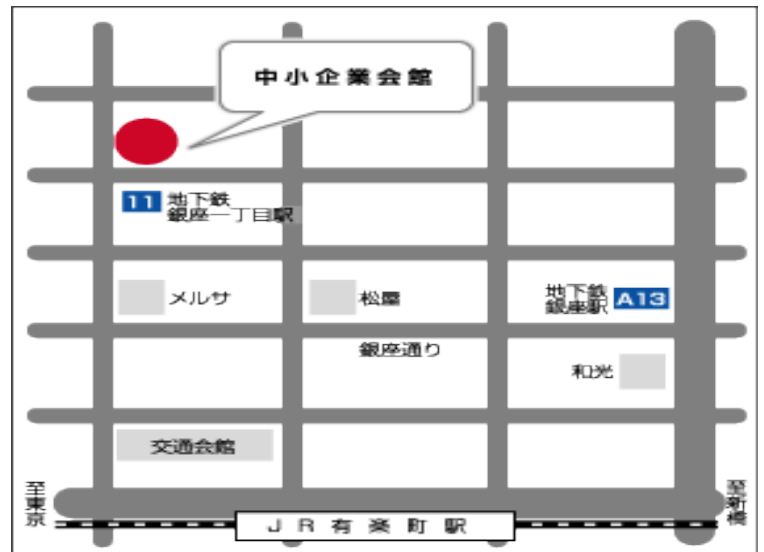 中小企業会館
11 地下鉄
銀座一丁目駅
メルサ
松屋
地下鉄
銀座駅
A13
銀座通り
和光
交通会館
至東京
至新橋
JR有楽町駅